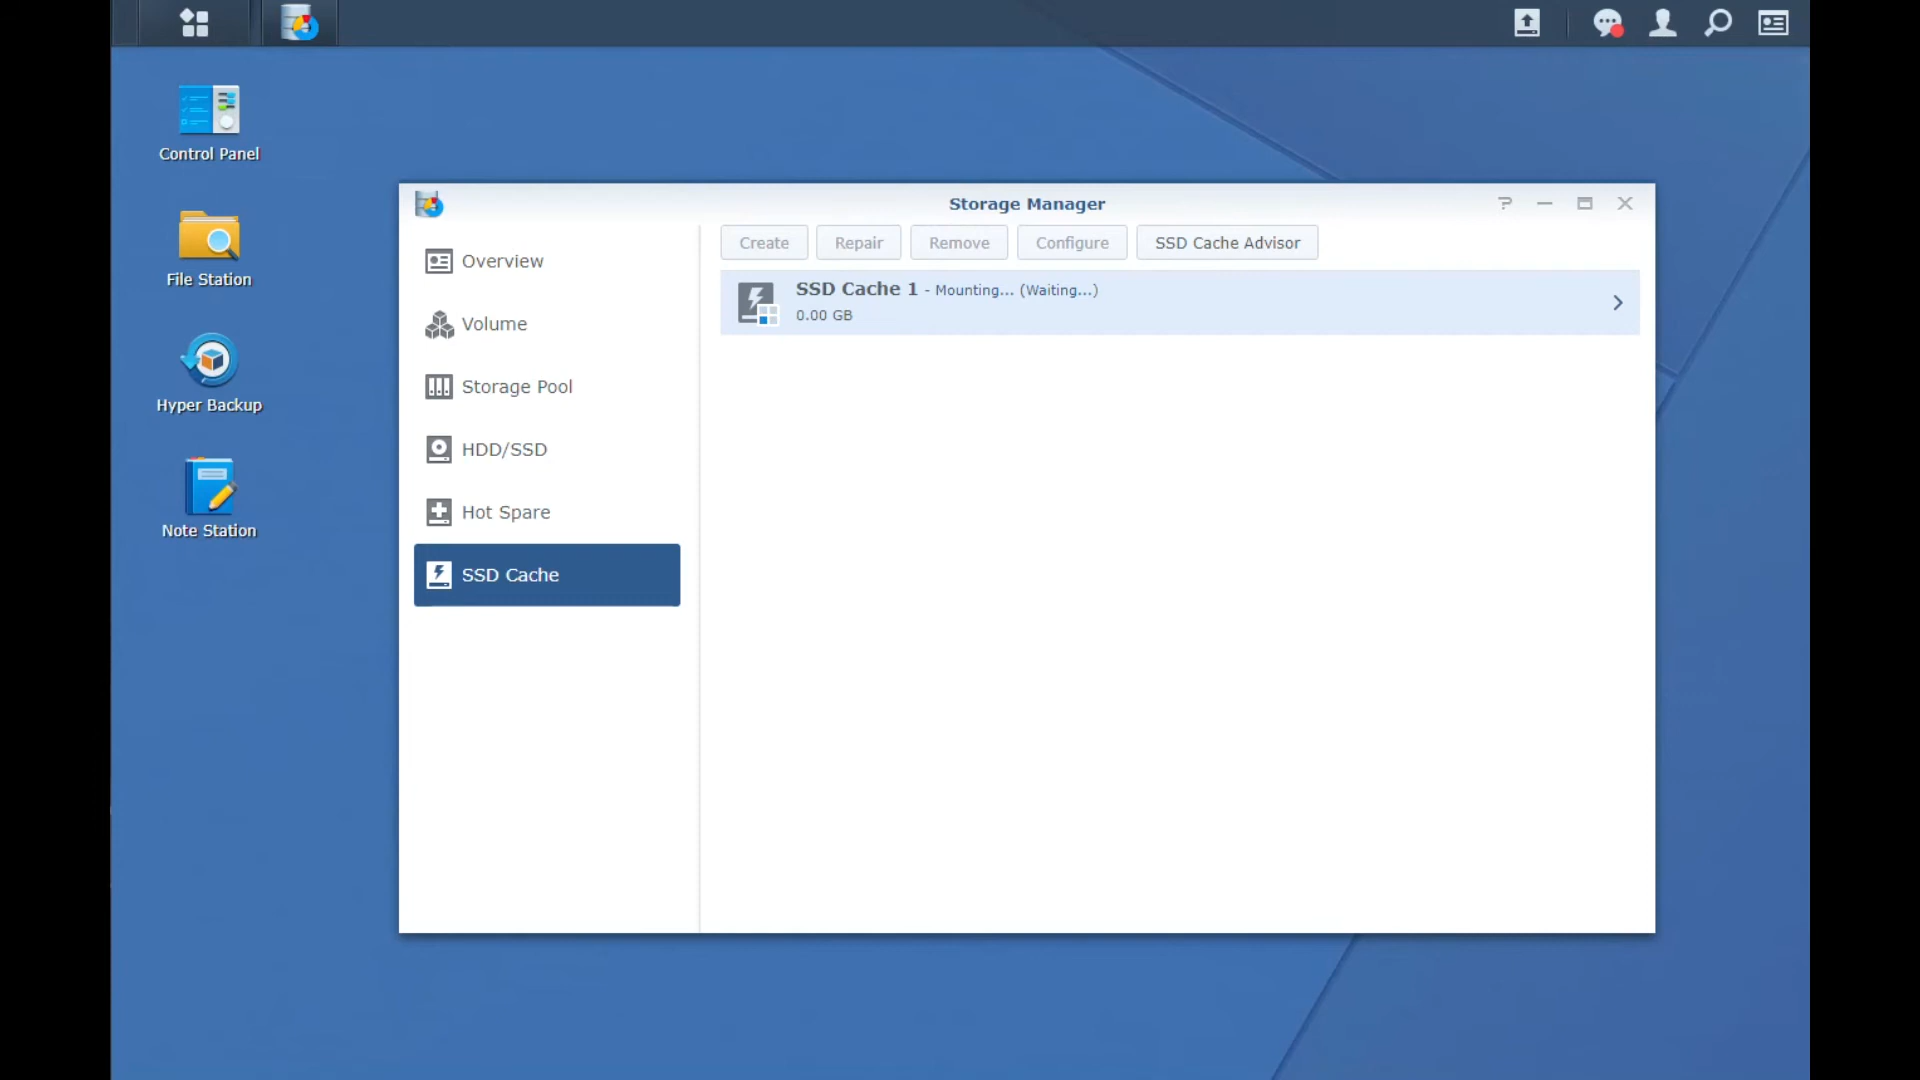 Control Panel
File Station
Hyper Backup
Note Station
Storage Manager
Overview
Volume
Storage Pool
HDD/SSD
Hot Spare
SSD Cache
Create Repair Remove Configure SSD Cache Advisor
SSD Cache 1 - Mounting... (Waiting...)
0.00 GB